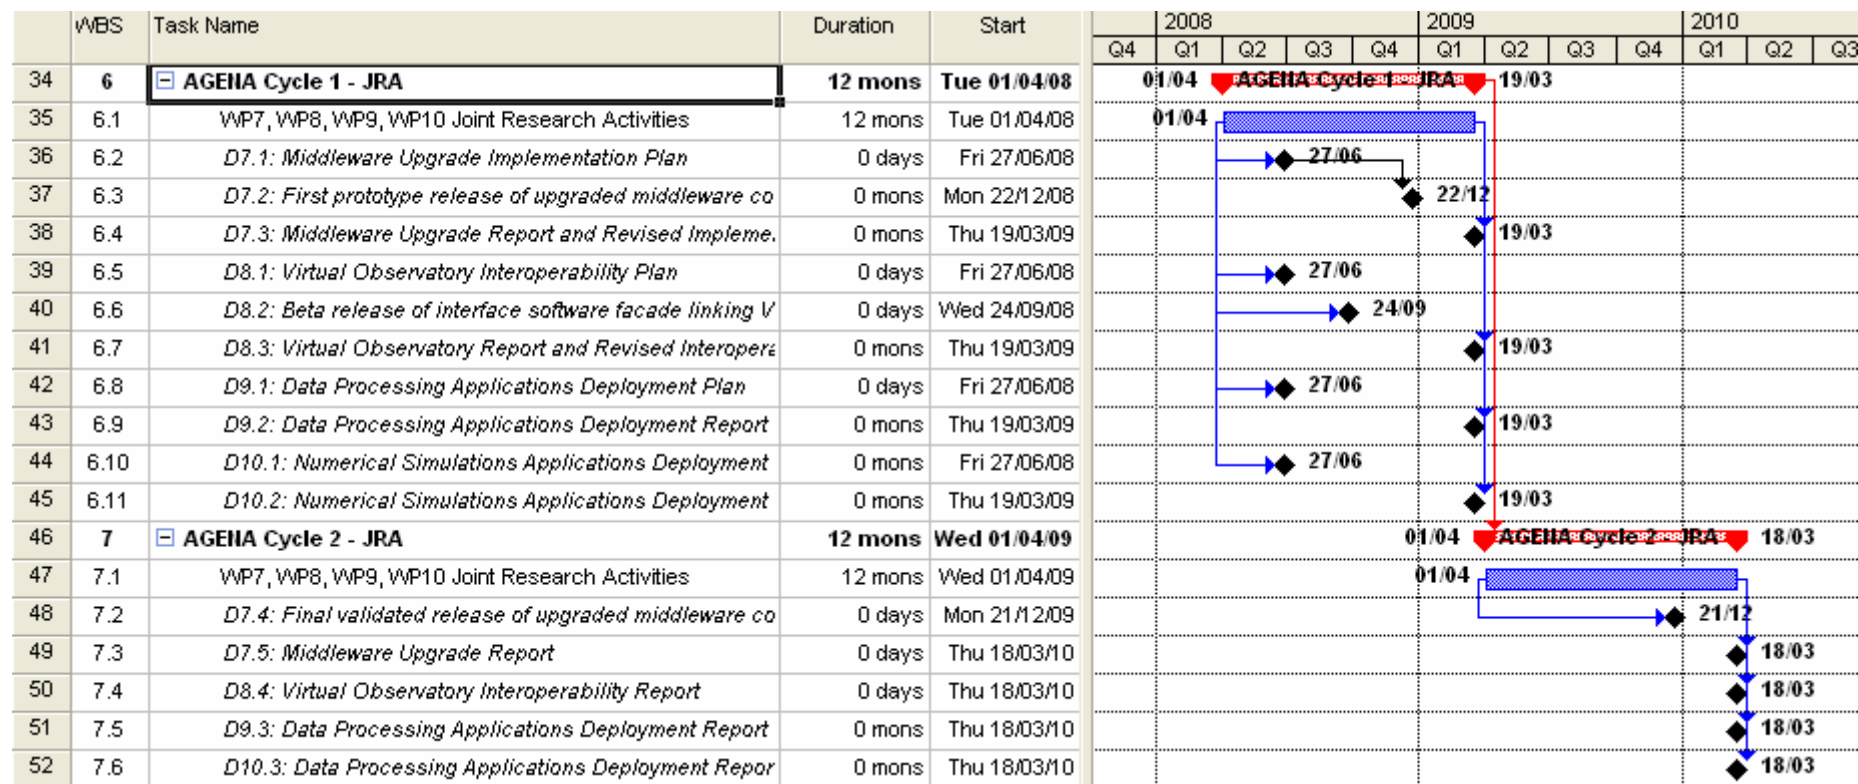 WBS Task Name Duration Start 2008 2009 2010
Q4 Q1 Q2 Q3 Q4 Q1 Q2 Q3 Q4 Q1 Q2 Q3
34 6 AGENA Cycle 1 - JRA 12 mons Tue 01/04/08 01/04 AGENA Cycle 1 - JRA 19/03
35 6.1 WP7, WP8, WP9, WP10 Joint Research Activities 12 mons Tue 01/04/08 01/04
36 6.2 D7.1: Middleware Upgrade Implementation Plan 0 days Fri 27/06/08 27/06
37 6.3 D7.2: First prototype release of upgraded middleware co 0 mons Mon 22/12/08 22/12
38 6.4 D7.3: Middleware Upgrade Report and Revised Impleme. 0 mons Thu 19/03/09 19/03
39 6.5 D8.1: Virtual Observatory Interoperability Plan 0 days Fri 27/06/08 27/06
40 6.6 D8.2: Beta release of interface software facade linking V 0 days Wed 24/09/08 24/09
41 6.7 D8.3: Virtual Observatory Report and Revised Interopera 0 mons Thu 19/03/09 19/03
42 6.8 D9.1: Data Processing Applications Deployment Plan 0 days Fri 27/06/08 27/06
43 6.9 D9.2: Data Processing Applications Deployment Report 0 mons Thu 19/03/09 19/03
44 6.10 D10.1: Numerical Simulations Applications Deployment 0 mons Fri 27/06/08 27/06
45 6.11 D10.2: Numerical Simulations Applications Deployment 0 mons Thu 19/03/09 19/03
46 7 AGENA Cycle 2 - JRA 12 mons Wed 01/04/09 01/04 AGENA Cycle 2 - JRA 18/03
47 7.1 WP7, WP8, WP9, WP10 Joint Research Activities 12 mons Wed 01/04/09 01/04
48 7.2 D7.4: Final validated release of upgraded middleware co 0 days Mon 21/12/09 21/12
49 7.3 D7.5: Middleware Upgrade Report 0 days Thu 18/03/10 18/03
50 7.4 D8.4: Virtual Observatory Interoperability Report 0 days Thu 18/03/10 18/03
51 7.5 D9.3: Data Processing Applications Deployment Report 0 mons Thu 18/03/10 18/03
52 7.6 D10.3: Data Processing Applications Deployment Repor 0 mons Thu 18/03/10 18/03